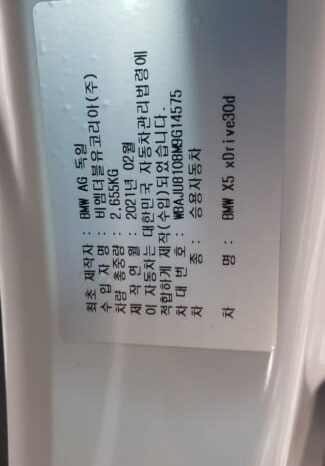 최초 제작자 : BMW AG 독일
수 입 자 명 : 비엠더블유코리아(주)
차량 총중량 : 2,655KG
제 작 연 월 : 2021년 02월
이 자동차는 대한민국 자동차관리법령에
적합하게 제작(수입)되었습니다.
차 대 번 호 : WBAJU8108M9G14575
차 종 : 승용자동차
차 명 : BMW X5 xDrive30d